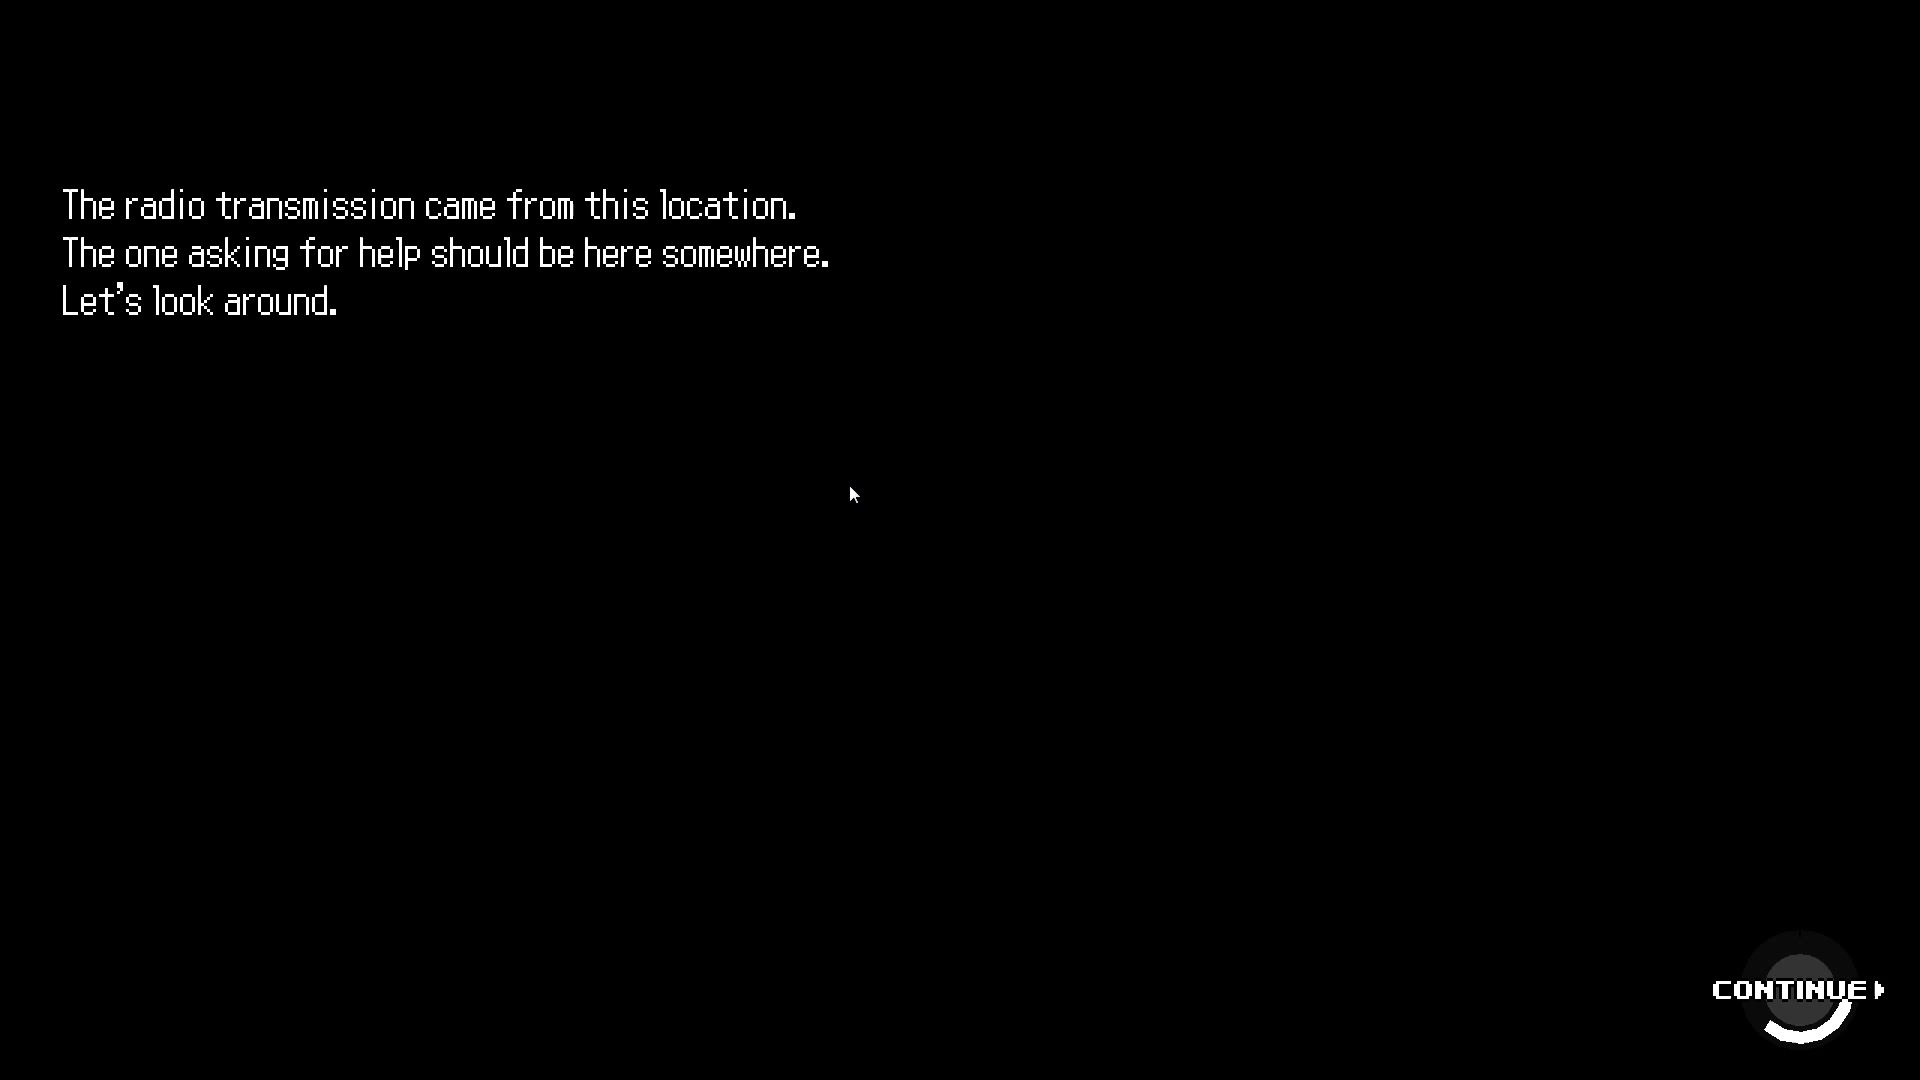 The radio transmission came from this location.
The one asking for help should be here somewhere.
Let's look around.
CONTINUE